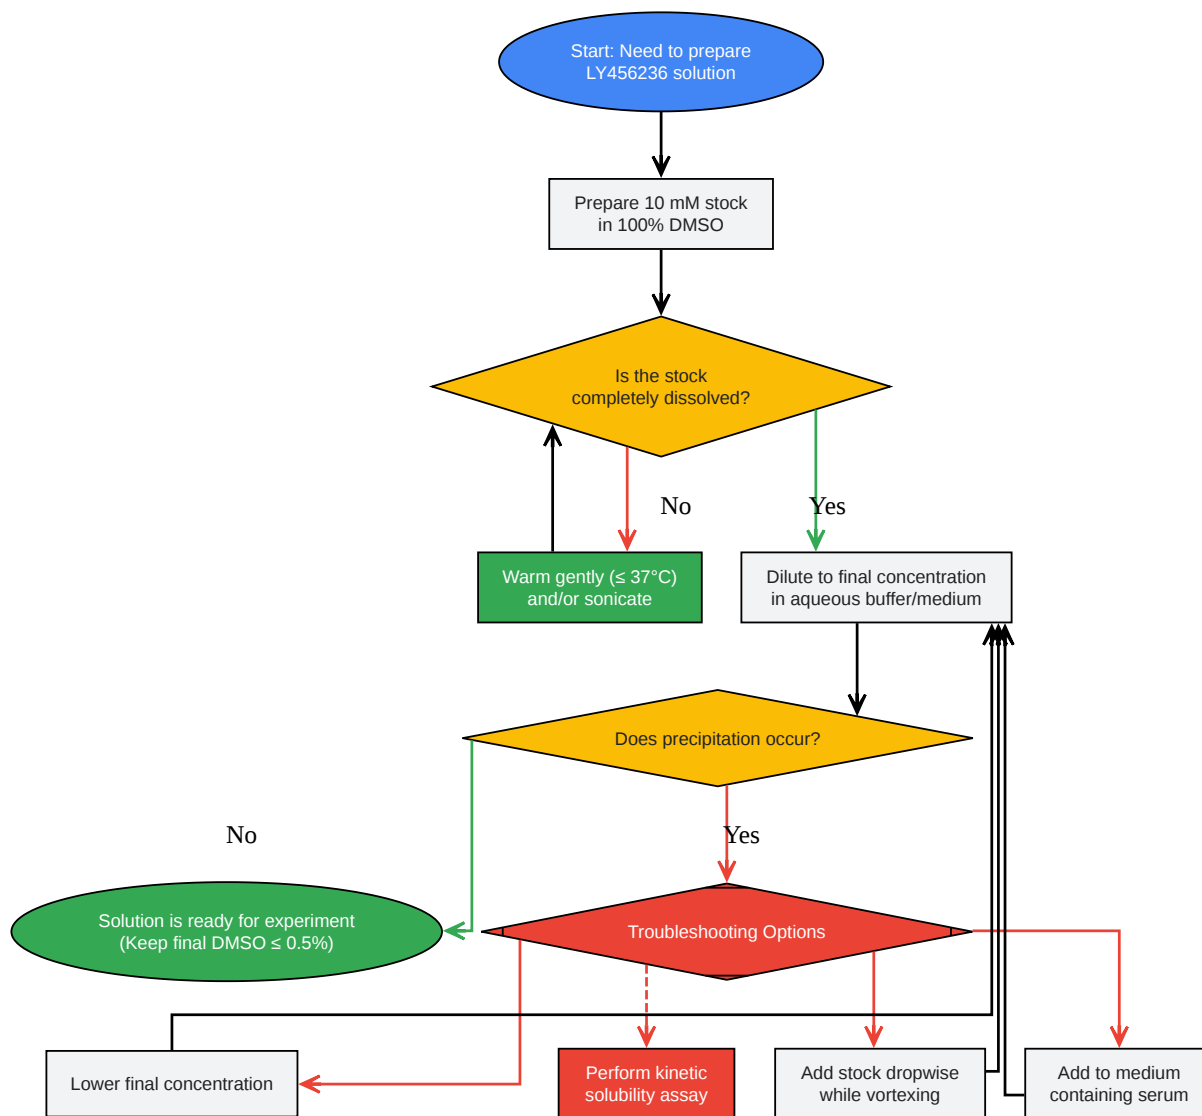 Start: Need to prepare
LY456236 solution
Prepare 10 mM stock
in 100% DMSO
Is the stock
completely dissolved?
No
Yes
Warm gently (≤ 37°C)
and/or sonicate
Dilute to final concentration
in aqueous buffer/medium
Does precipitation occur?
No
Yes
Solution is ready for experiment
(Keep final DMSO ≤ 0.5%)
Troubleshooting Options
Lower final concentration
Perform kinetic
solubility assay
Add stock dropwise
while vortexing
Add to medium
containing serum